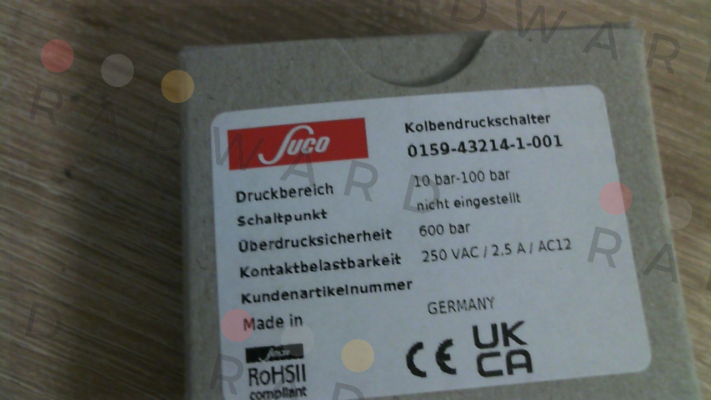 Suco
Kolbendruckschalter
0159-43214-1-001
Druckbereich 10 bar-100 bar
Schaltpunkt nicht eingestellt
Überdrucksicherheit 600 bar
Kontaktbelastbarkeit 250 VAC / 2.5 A / AC12
Kundenartikelnummer
Made in GERMANY
Suco
RoHSII
compliant
CE
UK
CA